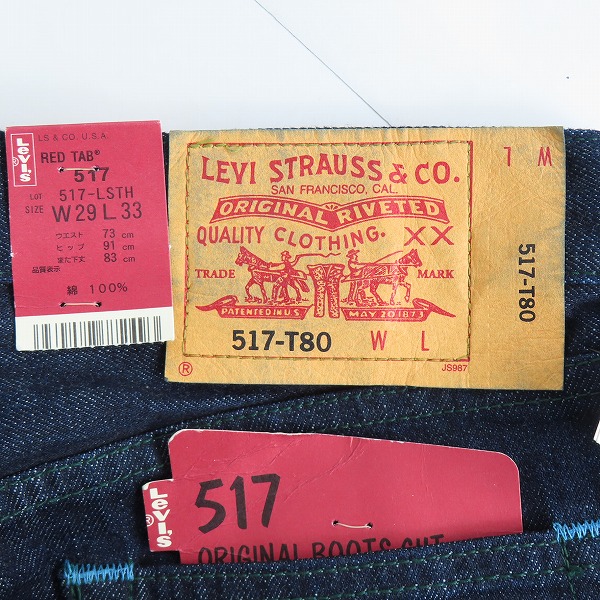 Levi's
LS & CO. U.S.A.
RED TAB®
517
LOT 517-LSTH
SIZE W29 L33
ウエスト 73 cm
ヒップ 91 cm
また下丈 83 cm
品質表示
綿 100%
LEVI STRAUSS & CO.
SAN FRANCISCO, CAL.
ORIGINAL RIVETED
QUALITY CLOTHING. XX
TRADE MARK
PATENTED IN U.S. MAY 20 1873
517-T80 W L
®
JS987
W L
517-T80
Levi's
®
517
ORIGINAL BOOTS CUT